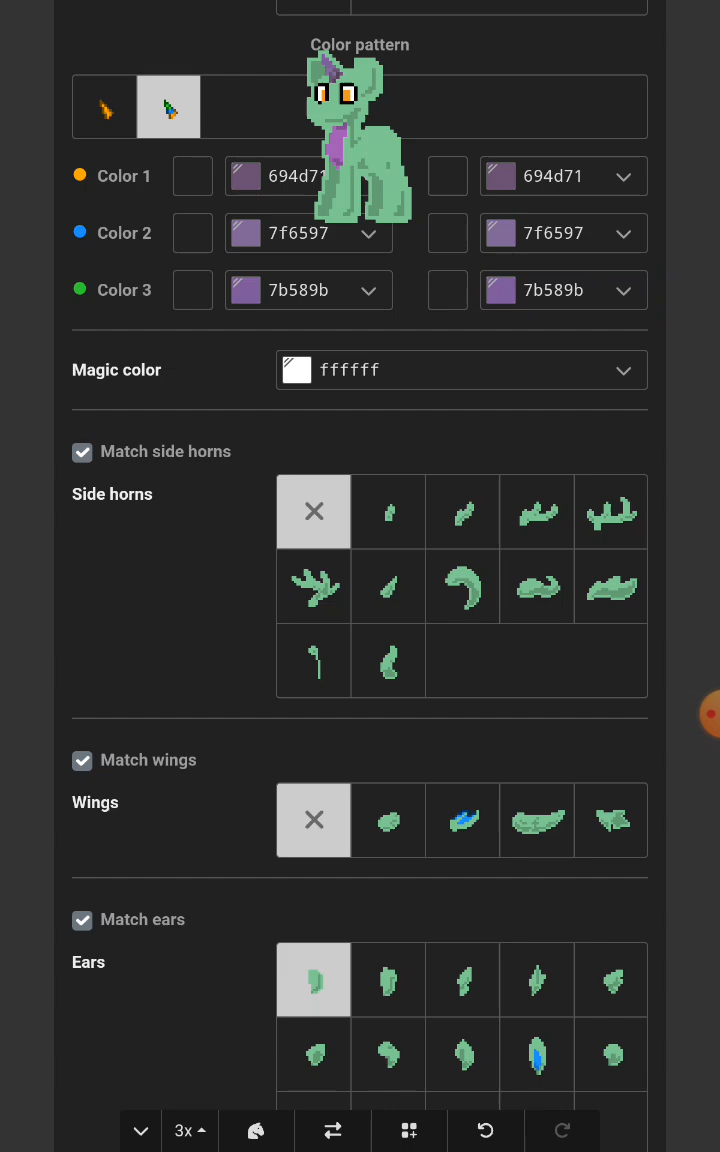 Color pattern
Color 1 694d71 694d71
Color 2 7f6597 7f6597
Color 3 7b589b 7b589b
Magic color ffffff
Match side horns
Side horns
Match wings
Wings
Match ears
Ears
3x